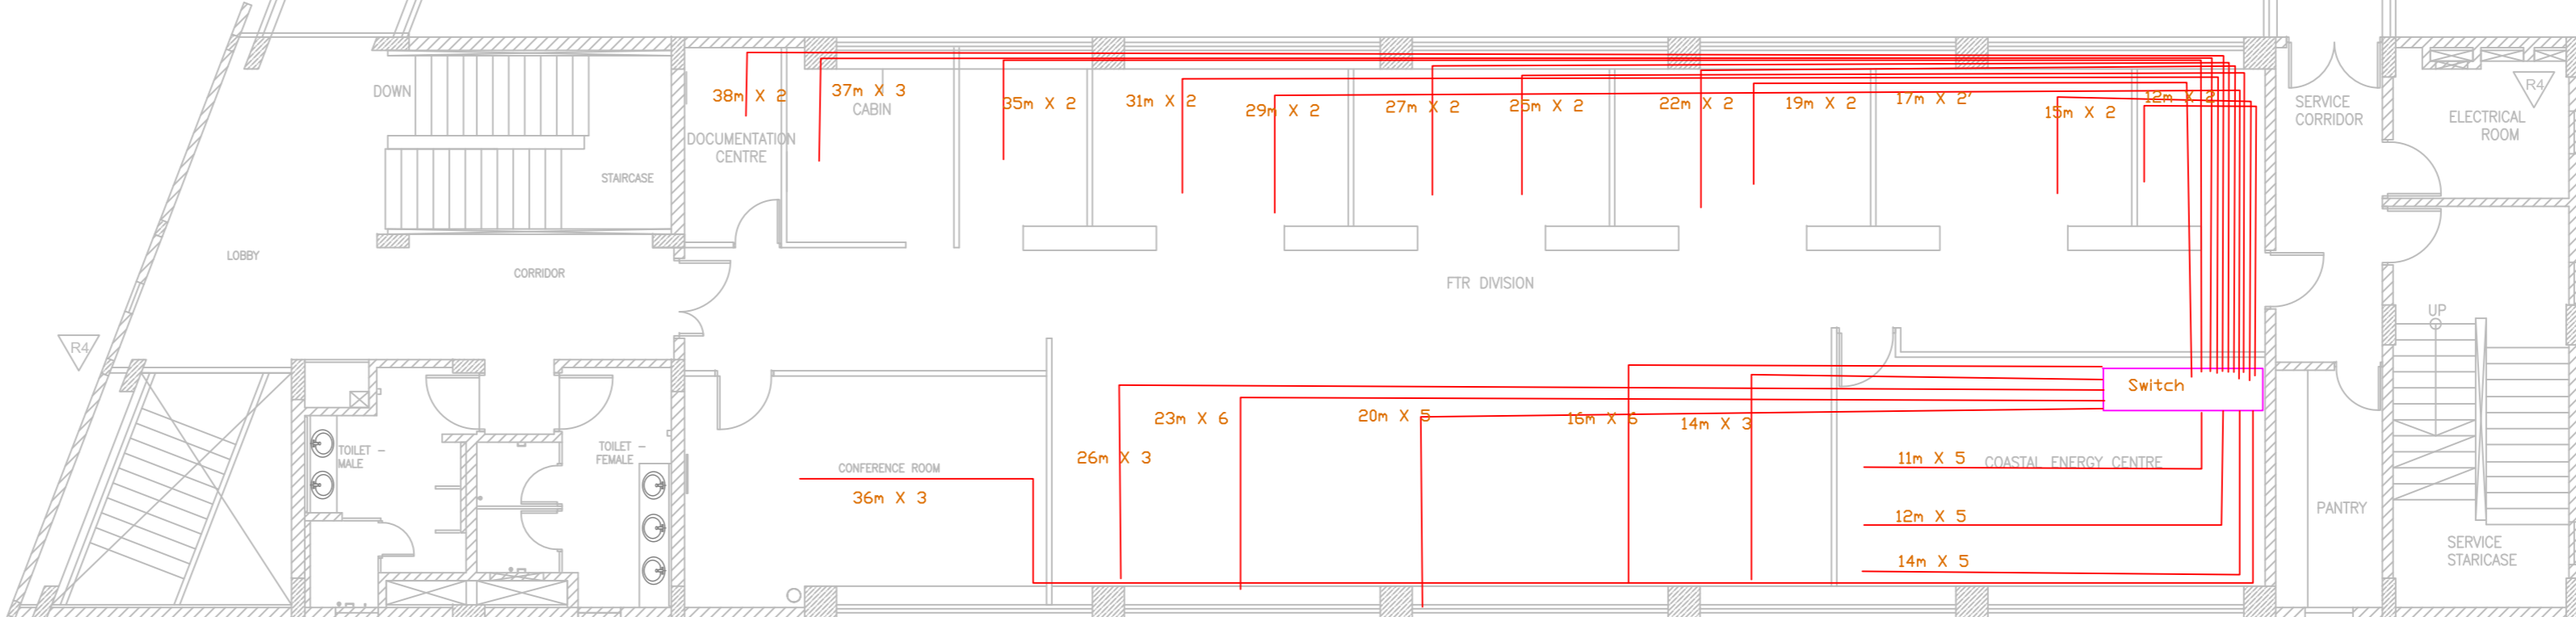 38m X 2
37m X 3
35m X 2
31m X 2
29m X 2
27m X 2
25m X 2
22m X 2
19m X 2
17m X 2'
15m X 2
12m X 2
DOWN
CABIN
DOCUMENTATION
CENTRE
STAIRCASE
SERVICE
CORRIDOR
ELECTRICAL
ROOM
R4
LOBBY
CORRIDOR
FTR DIVISION
UP
R4
Switch
23m X 6
20m X 5
16m X 6
14m X 3
26m X 3
TOILET -
MALE
TOILET -
FEMALE
CONFERENCE ROOM
36m X 3
11m X 5
COASTAL ENERGY CENTRE
12m X 5
14m X 5
PANTRY
SERVICE
STARICASE